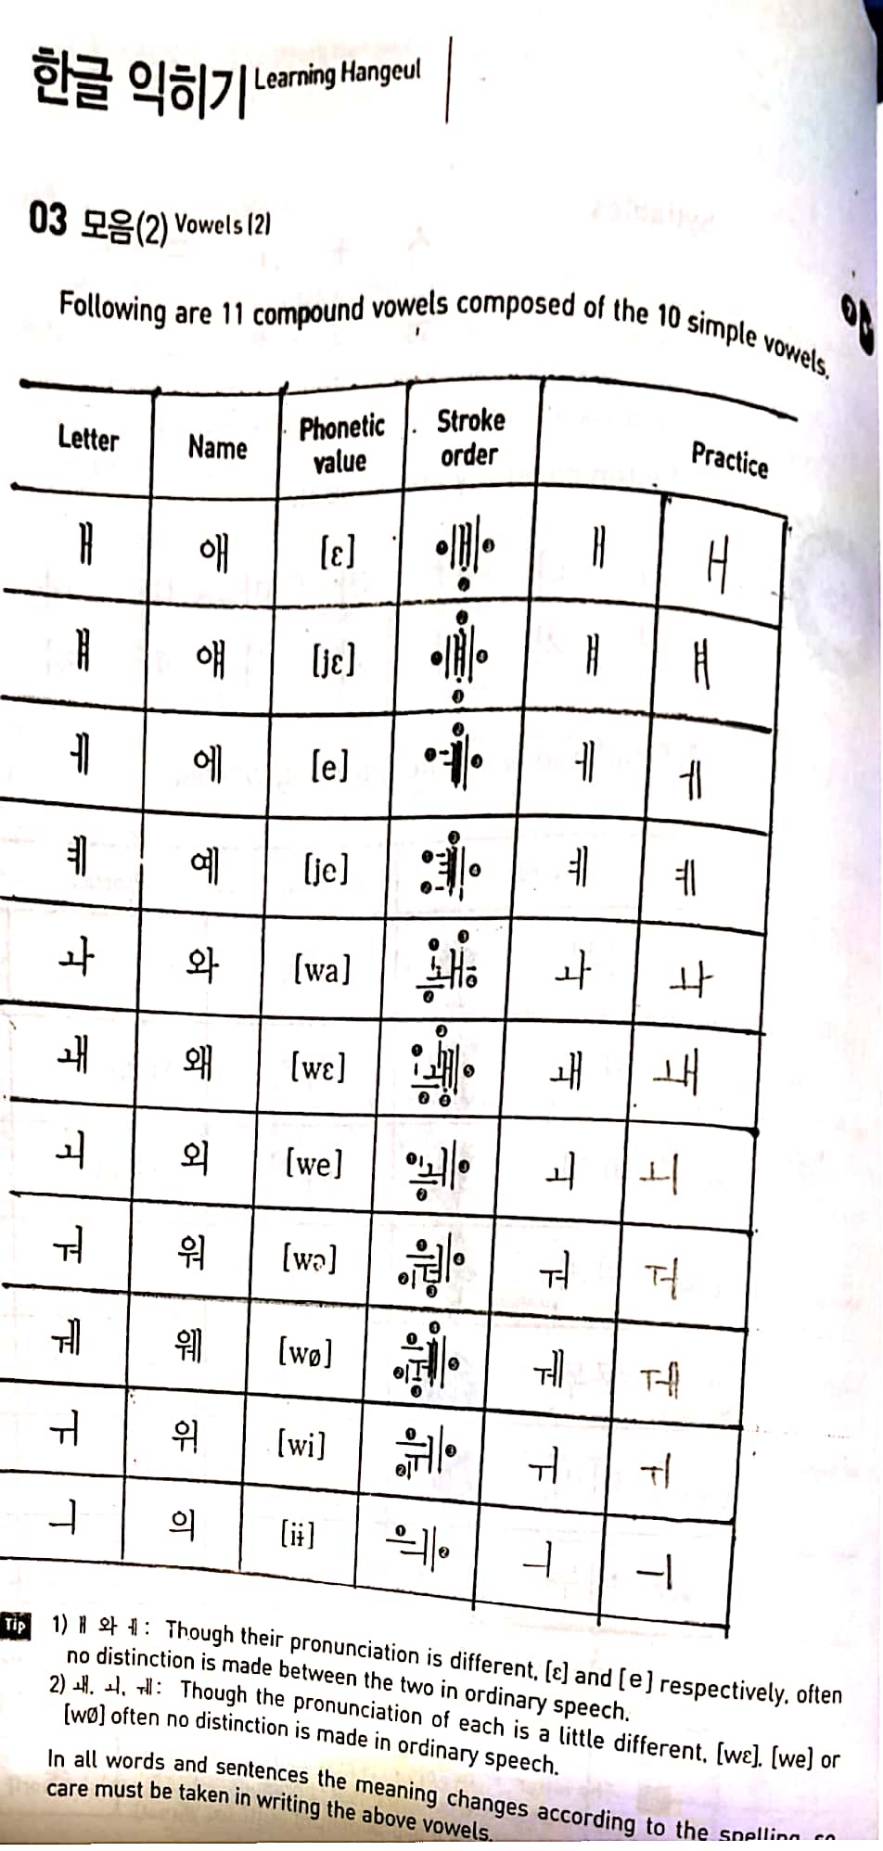 한글 익히기 Learning Hangeul
03 모음(2) Vowels (2)
Following are 11 compound vowels composed of the 10 simple vowels.
Letter Name Phonetic value Stroke order Practice
ㅐ 애 [ɛ] ㅐ ㅐ
ㅒ 얘 [jɛ] ㅒ ㅒ
ㅔ 에 [e] ㅔ ㅔ
ㅖ 예 [je] ㅖ ㅖ
ㅘ 와 [wa] ㅘ ㅘ
ㅙ 왜 [wɛ] ㅙ ㅙ
ㅚ 외 [we] ㅚ ㅚ
ㅝ 워 [wə] ㅝ ㅝ
ㅞ 웨 [wø] ㅞ ㅞ
ㅟ 위 [wi] ㅟ ㅟ
ㅢ 의 [iɨ] ㅢ ㅢ
Tip 1) ㅐ 와 ㅔ : Though their pronunciation is different, [ɛ] and [e] respectively, often
no distinction is made between the two in ordinary speech.
2) ㅙ, ㅚ, ㅞ : Though the pronunciation of each is a little different, [wɛ], [we] or
[wØ] often no distinction is made in ordinary speech.
In all words and sentences the meaning changes according to the spelling so
care must be taken in writing the above vowels.